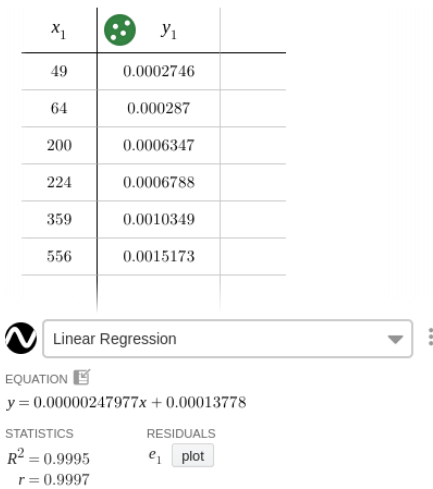 x₁ y₁
49 0.0002746
64 0.000287
200 0.0006347
224 0.0006788
359 0.0010349
556 0.0015173
Linear Regression
EQUATION
y = 0.00000247977x + 0.00013778
STATISTICS RESIDUALS
R² = 0.9995 e₁ plot
r = 0.9997